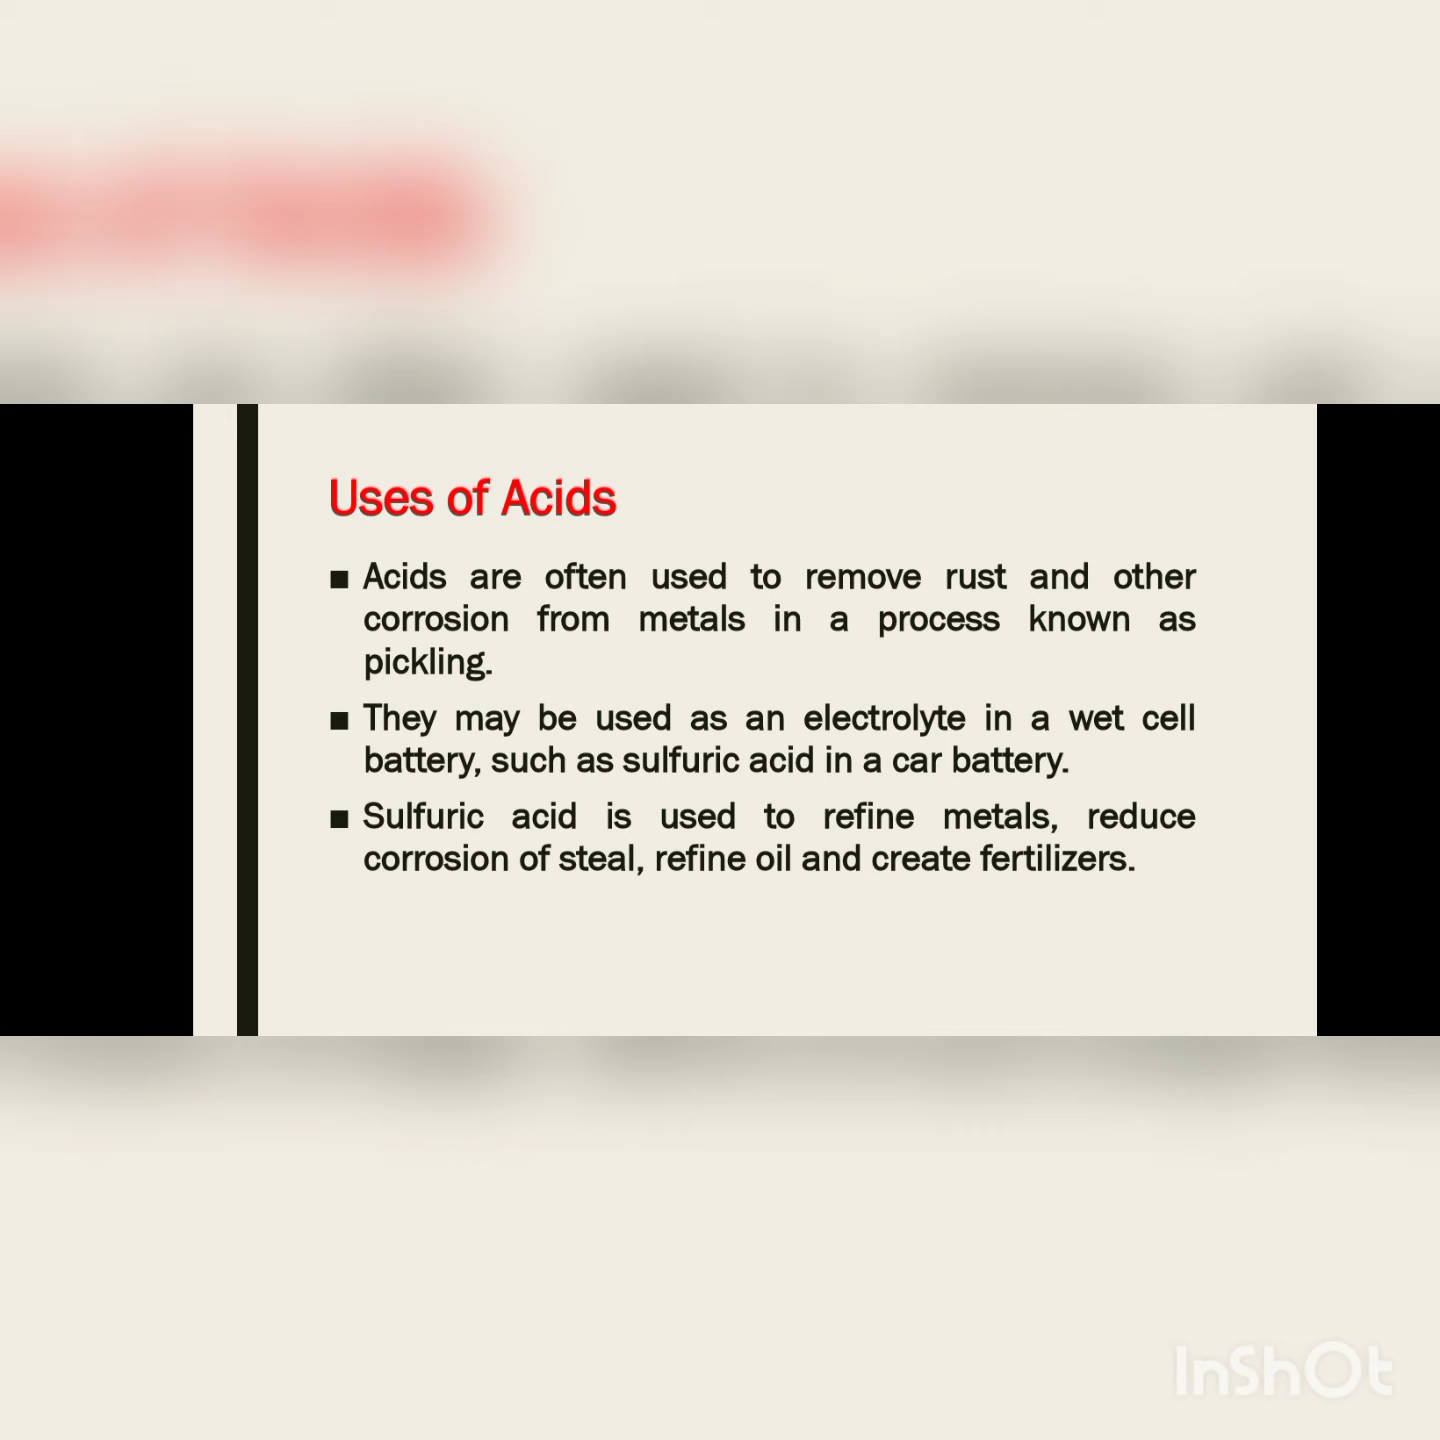 Uses of Acids
■ Acids are often used to remove rust and other
corrosion from metals in a process known as
pickling.
■ They may be used as an electrolyte in a wet cell
battery, such as sulfuric acid in a car battery.
■ Sulfuric acid is used to refine metals, reduce
corrosion of steal, refine oil and create fertilizers.
InShOt